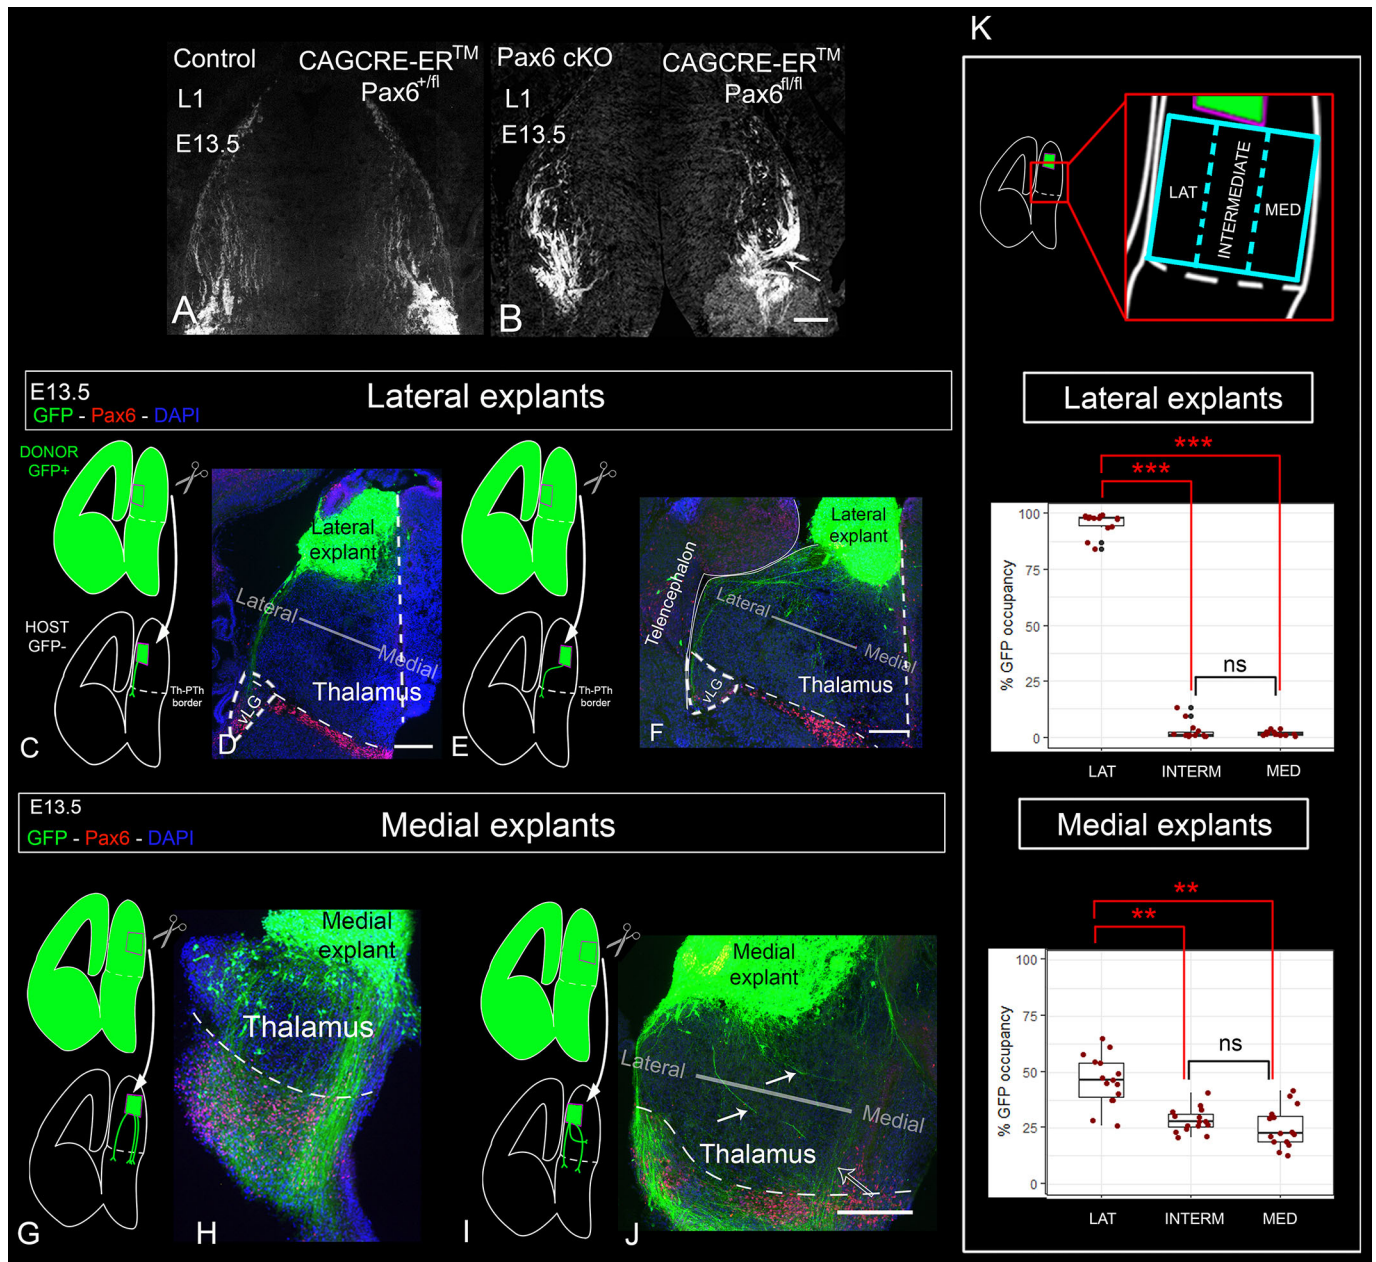 Control
CAGCRE-ERTM
Pax6+/fl
L1
E13.5
A
Pax6 cKO
CAGCRE-ERTM
Pax6fl/fl
L1
E13.5
B
E13.5
Lateral explants
GFP - Pax6 - DAPI
DONOR
GFP+
HOST
GFP-
Th-PTh
border
C
Lateral
explant
Lateral
Medial
Thalamus
vLG
D
Th-PTh
border
E
Lateral
explant
Telencephalon
Lateral
Medial
Thalamus
vLG
F
E13.5
Medial explants
GFP - Pax6 - DAPI
G
Medial
explant
Thalamus
H
I
Medial
explant
Lateral
Medial
Thalamus
J
K
LAT
INTERMEDIATE
MED
Lateral explants
***
***
ns
% GFP occupancy
100
75
50
25
0
LAT INTERM MED
Medial explants
**
**
ns
% GFP occupancy
100
75
50
25
0
LAT INTERM MED